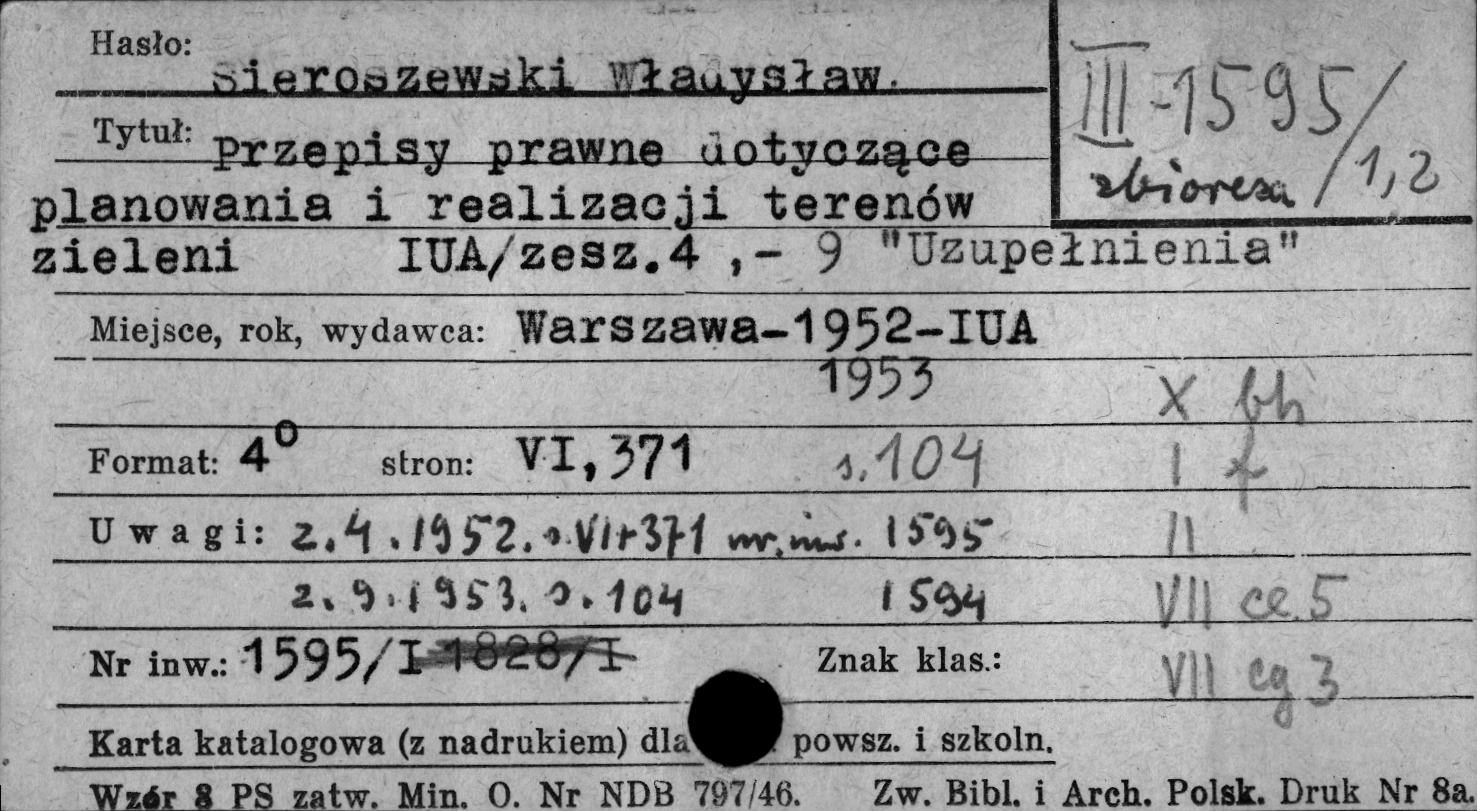 Hasło: Sieroszewski Władysław.
III-1595/1,2
zbiorcza
Tytuł: Przepisy prawne dotyczące
planowania i realizacji terenów
zieleni IUA/zesz.4 ,- 9 "Uzupełnienia"
Miejsce, rok, wydawca: Warszawa-1952-IUA
1953
X bh
Format: 4° stron: VI,371 s.104
I f
Uwagi: z.4.1952. s.VI+371 nr. inw. 1595
II
z.9.1953. s.104 1594
VII ce.5
Nr inw.: 1595/I 1828/I Znak klas.:
VII cg 3
Karta katalogowa (z nadrukiem) dla powsz. i szkoln.
Wzór 8 PS zatw. Min. O. Nr NDB 797/46. Zw. Bibl. i Arch. Polsk. Druk Nr 8a.